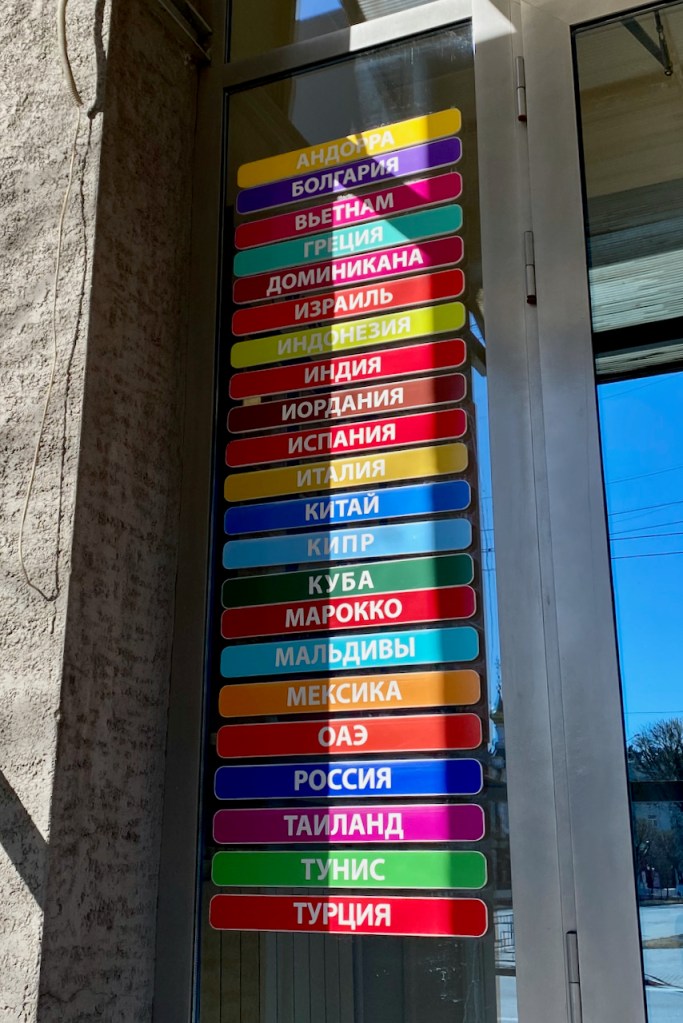 АНДОРРА
БОЛГАРИЯ
ВЬЕТНАМ
ГРЕЦИЯ
ДОМИНИКАНА
ИЗРАИЛЬ
ИНДОНЕЗИЯ
ИНДИЯ
ИОРДАНИЯ
ИСПАНИЯ
ИТАЛИЯ
КИТАЙ
КИПР
КУБА
МАРОККО
МАЛЬДИВЫ
МЕКСИКА
ОАЭ
РОССИЯ
ТАИЛАНД
ТУНИС
ТУРЦИЯ